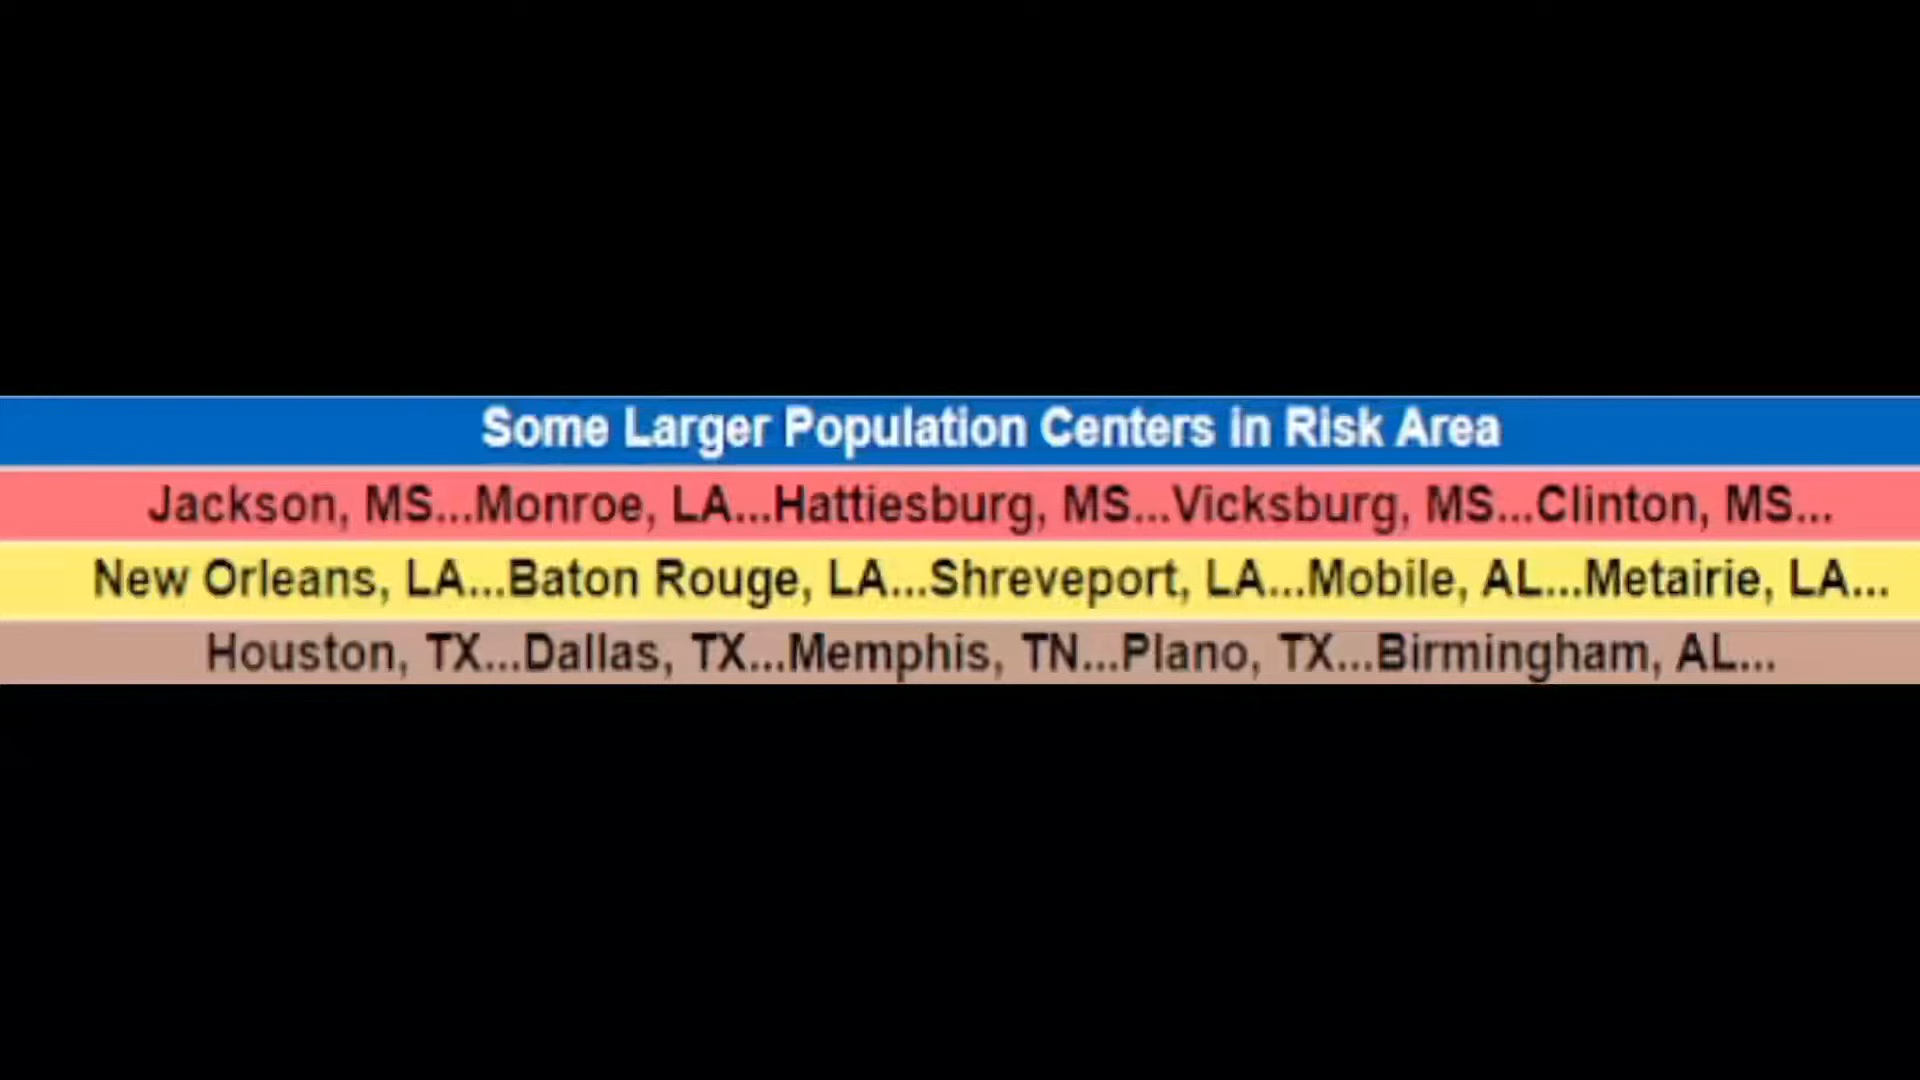 Some Larger Population Centers in Risk Area
Jackson, MS...Monroe, LA...Hattiesburg, MS...Vicksburg, MS...Clinton, MS...
New Orleans, LA...Baton Rouge, LA...Shreveport, LA...Mobile, AL...Metairie, LA...
Houston, TX...Dallas, TX...Memphis, TN...Plano, TX...Birmingham, AL...